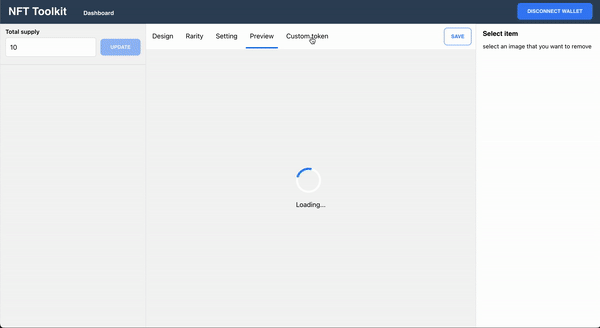 NFT Toolkit
Dashboard
DISCONNECT WALLET
Total supply
10
UPDATE
Design
Rarity
Setting
Preview
Custom token
SAVE
Loading...
Select item
select an image that you want to remove